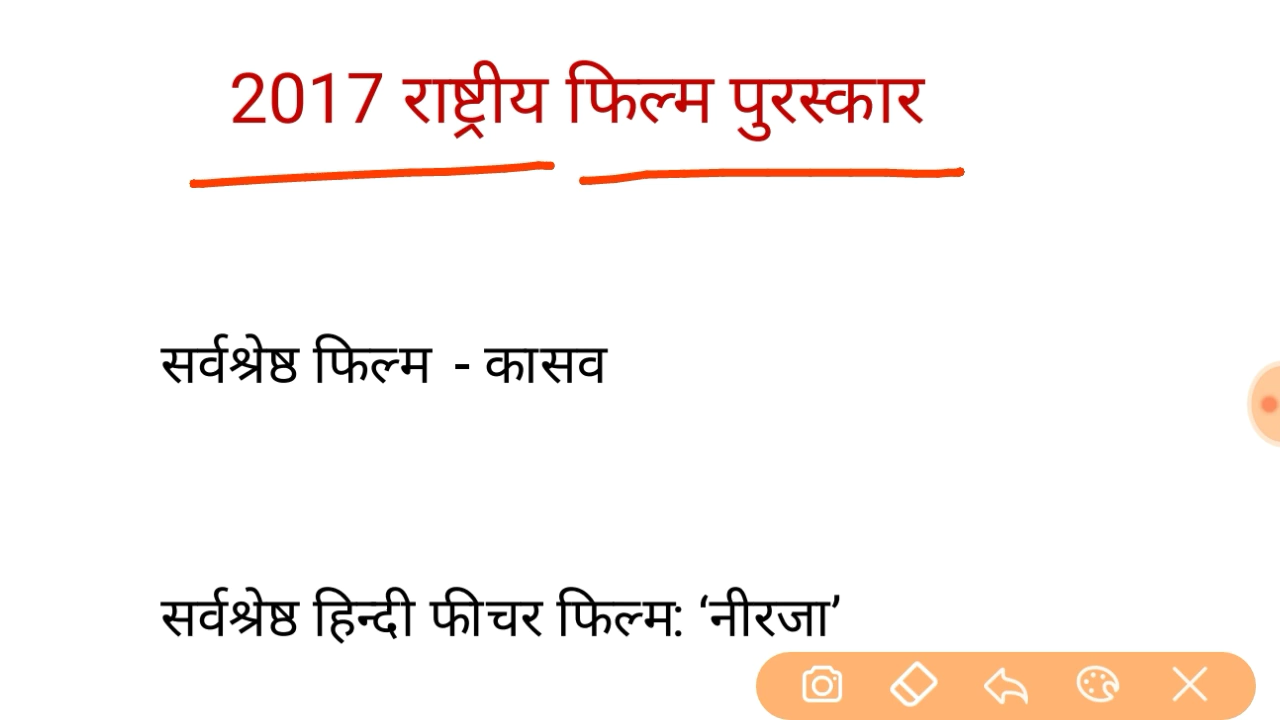 2017 राष्ट्रीय फिल्म पुरस्कार
सर्वश्रेष्ठ फिल्म - कासव
सर्वश्रेष्ठ हिन्दी फीचर फिल्म: ‘नीरजा’